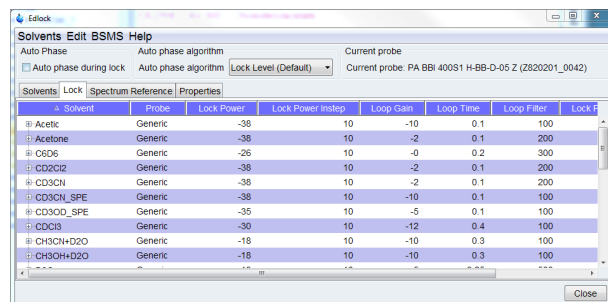 Edlock
Solvents Edit BSMS Help
Auto Phase Auto phase algorithm Current probe
Auto phase during lock Auto phase algorithm Lock Level (Default) Current probe: PA BBI 400S1 H-BB-D-05 Z (Z820201_0042)
Solvents Lock Spectrum Reference Properties
Solvent Probe Lock Power Lock Power Instep Loop Gain Loop Time Loop Filter Lock
Acetic Generic -38 10 -10 0.1 100
Acetone Generic -38 10 -2 0.1 200
C6D6 Generic -26 10 -0 0.2 300
CD2Cl2 Generic -38 10 -2 0.1 200
CD3CN Generic -38 10 -2 0.1 200
CD3CN_SPE Generic -38 10 -10 0.1 100
CD3OD_SPE Generic -35 10 -5 0.1 100
CDCl3 Generic -30 10 -12 0.4 100
CH3CN+D2O Generic -18 10 -10 0.3 100
CH3OH+D2O Generic -18 10 -10 0.3 100
Close